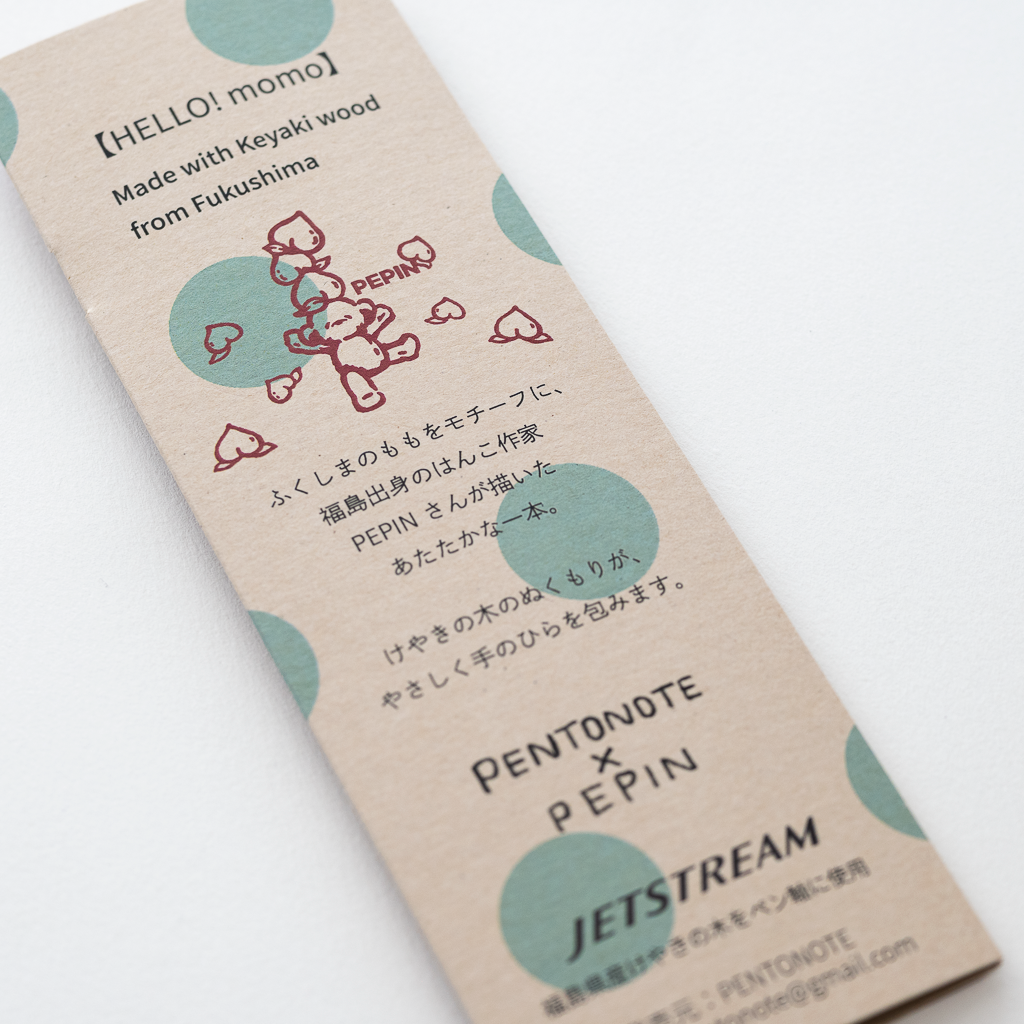 【HELLO! momo】
Made with Keyaki wood
from Fukushima
PEPIN
ふくしまのももをモチーフに、
福島出身のはんこ作家
PEPIN さんが描いた
あたたかな一本。
けやきの木のぬくもりが、
やさしく手のひらを包みます。
PENTONOTE
×
PEPIN
JETSTREAM
福島県産けやきの木をペン軸に使用
元：PENTONOTE
tonote@gmail.com